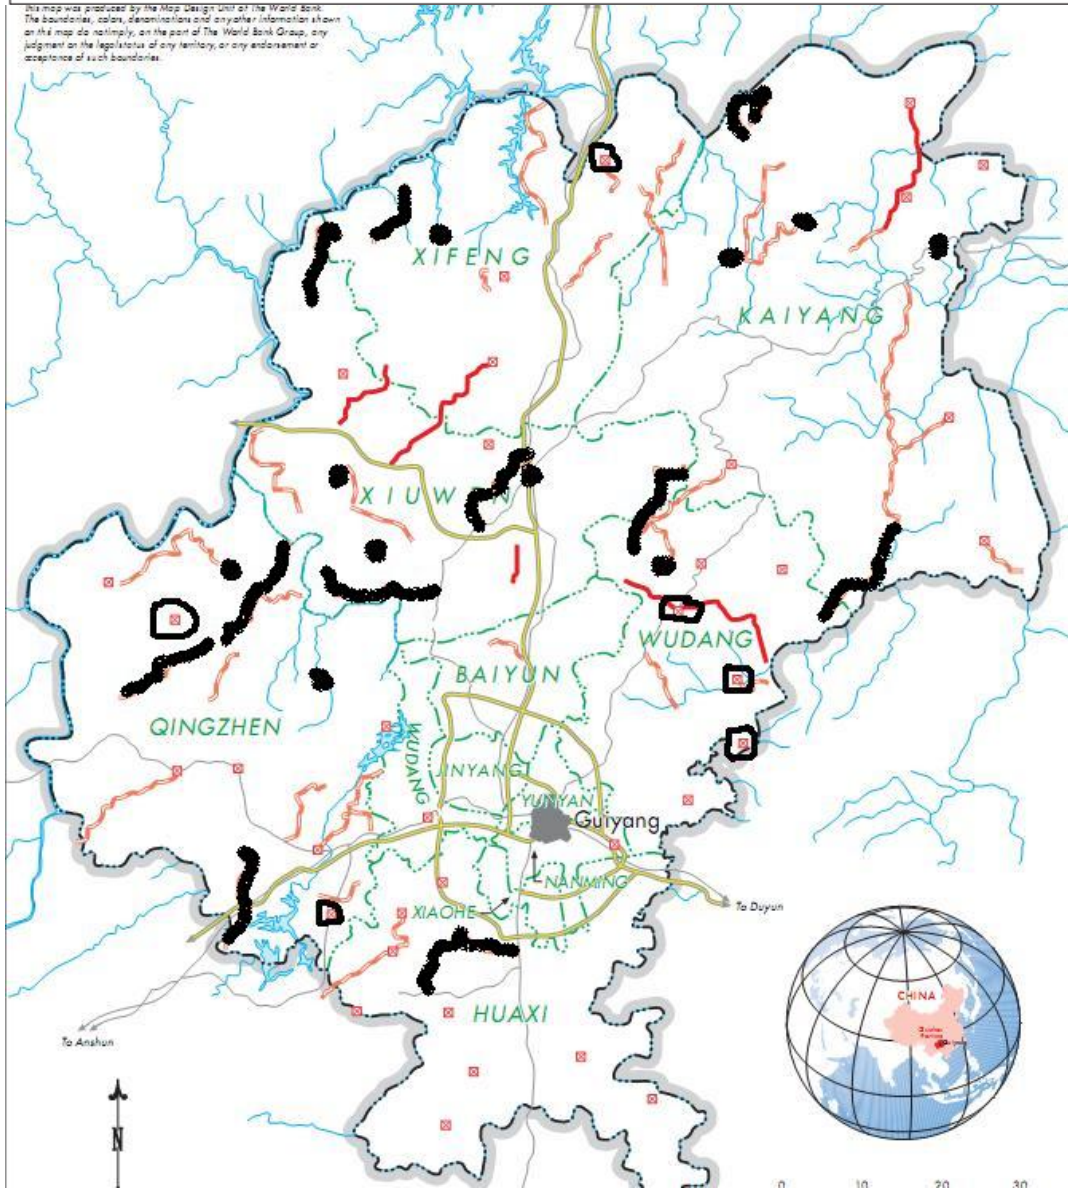 This map was produced by the Map Design Unit of The World Bank.
The boundaries, colors, denominations and any other information shown
on this map do not imply, on the part of The World Bank Group, any
judgment on the legal status of any territory, or any endorsement or
acceptance of such boundaries.
XIFENG
KAIYANG
XIUWEN
WUDANG
BAIYUN
QINGZHEN
WUDANG
JINYANG
YUNYAN
Guiyang
NANMING
XIAOHE
To Duyun
CHINA
HUAXI
To Anshun
N
0 10 20 30